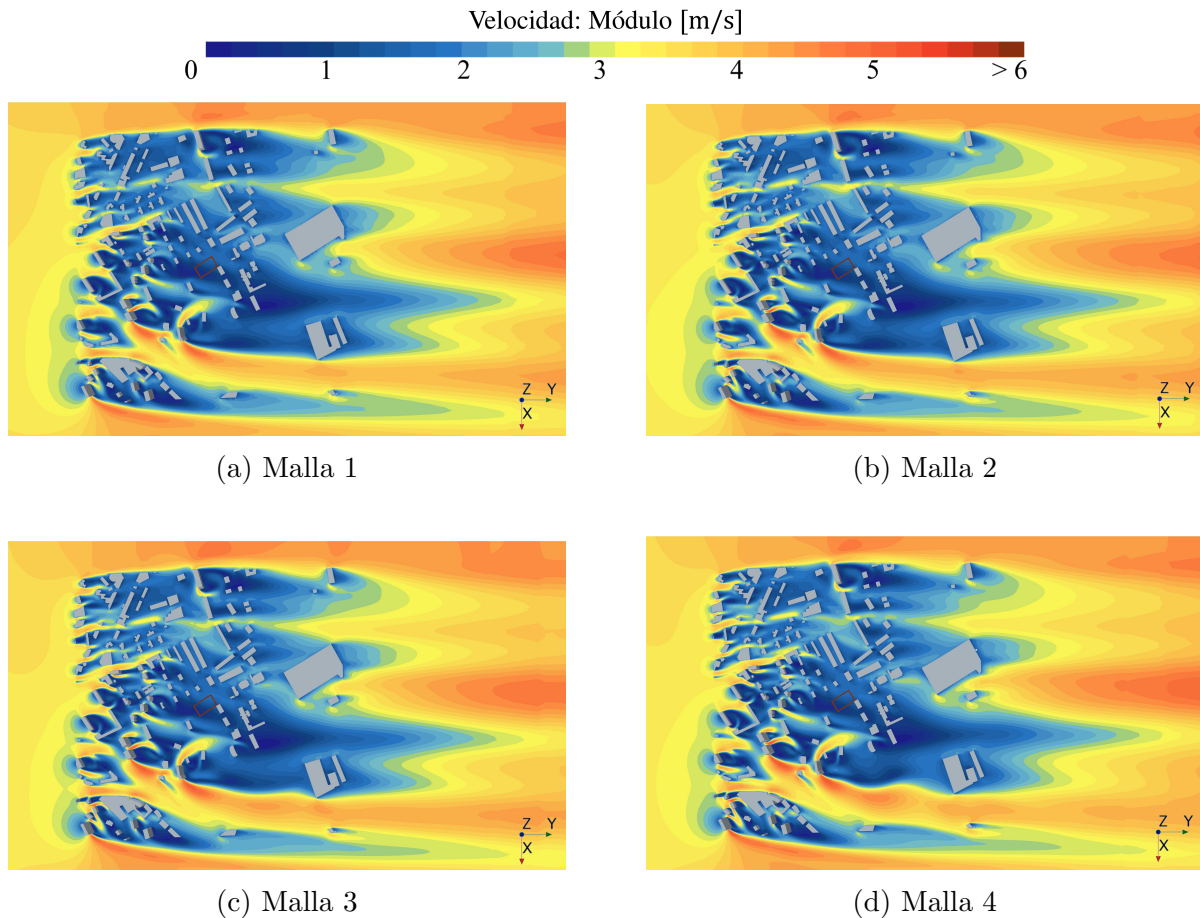 Velocidad: Módulo [m/s]
0 1 2 3 4 5 > 6
Z Y
X
Z Y
X
(a) Malla 1
(b) Malla 2
Z Y
X
Z Y
X
(c) Malla 3
(d) Malla 4